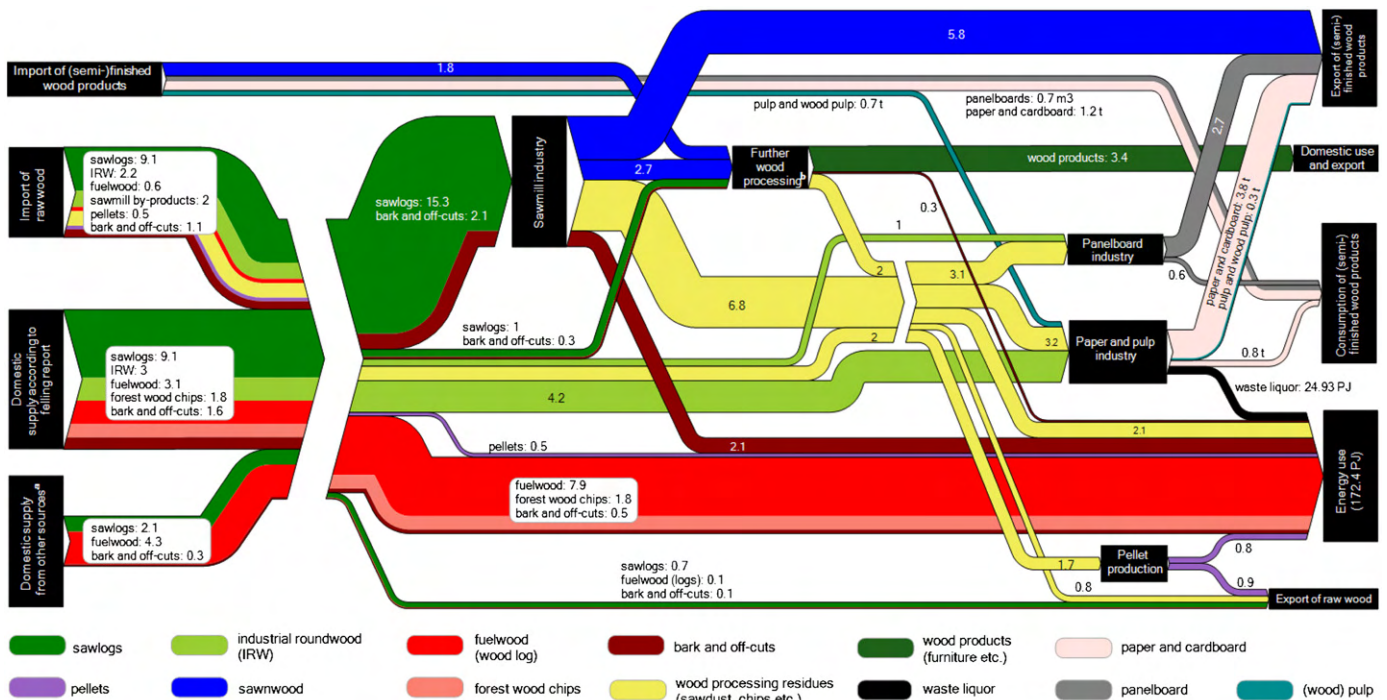 5.8
Export of (semi-)
finished wood
products
Import of (semi-)finished
wood products
1.8
pulp and wood pulp: 0.7 t
panelboards: 0.7 m3
paper and cardboard: 1.2 t
2.7
Import of
raw wood
sawlogs: 9.1
IRW: 2.2
fuelwood: 0.6
sawmill by-products: 2
pellets: 0.5
bark and off-cuts: 1.1
sawlogs: 15.3
bark and off-cuts: 2.1
Sawmill industry
2.7
Further
wood
processing b
wood products: 3.4
Domestic use
and export
0.3
1
Panelboard
industry
2
3.1
0.6
paper and cardboard: 3.8 t
pulp and wood pulp: 0.3 t
Consumption of (semi-)
finished wood products
6.8
sawlogs: 1
bark and off-cuts: 0.3
2
3.2
Paper and pulp
industry
0.8 t
Domestic
supply according to
felling report
sawlogs: 9.1
IRW: 3
fuelwood: 3.1
forest wood chips: 1.8
bark and off-cuts: 1.6
4.2
waste liquor: 24.93 PJ
2.1
pellets: 0.5
2.1
Energy use
(172.4 PJ)
fuelwood: 7.9
forest wood chips: 1.8
bark and off-cuts: 0.5
Domestic supply
from other sources a
sawlogs: 2.1
fuelwood: 4.3
bark and off-cuts: 0.3
1.7
Pellet
production
0.8
0.9
0.8
sawlogs: 0.7
fuelwood (logs): 0.1
bark and off-cuts: 0.1
Export of raw wood
sawlogs
industrial roundwood
(IRW)
fuelwood
(wood log)
bark and off-cuts
wood products
(furniture etc.)
paper and cardboard
pellets
sawnwood
forest wood chips
wood processing residues
(sawdust, chips etc.)
waste liquor
panelboard
(wood) pulp